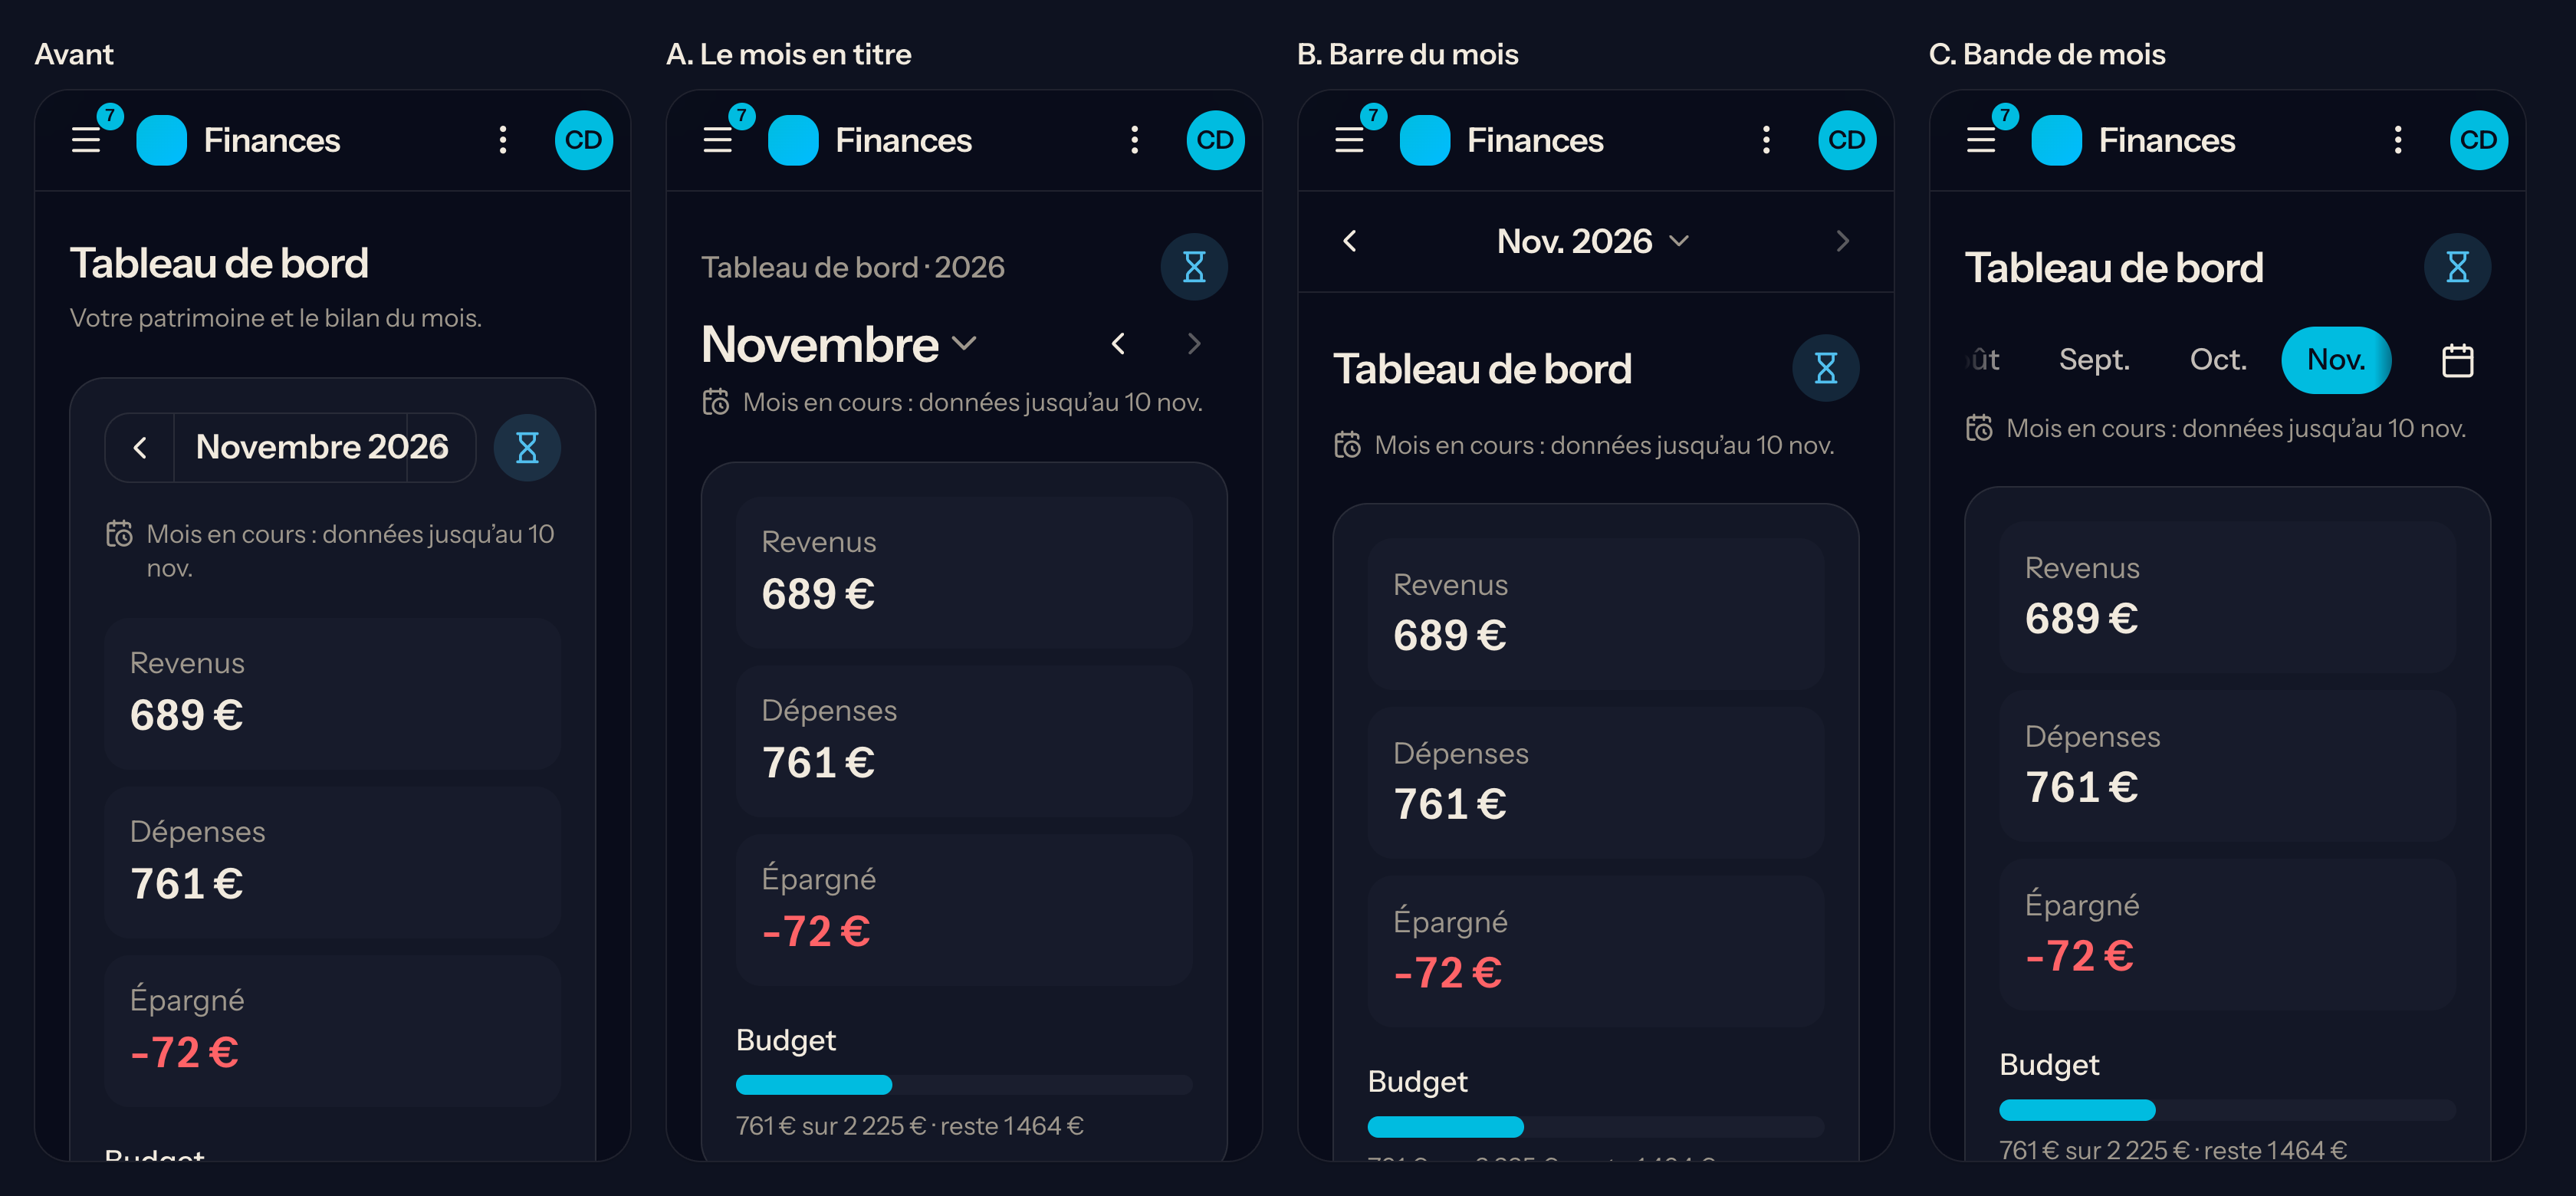 Avant
7
Finances
CD
Tableau de bord
Votre patrimoine et le bilan du mois.
Novembre 2026
Mois en cours : données jusqu’au 10
nov.
Revenus
689 €
Dépenses
761 €
Épargné
-72 €
Budget
A. Le mois en titre
7
Finances
CD
Tableau de bord · 2026
Novembre
Mois en cours : données jusqu’au 10 nov.
Revenus
689 €
Dépenses
761 €
Épargné
-72 €
Budget
761 € sur 2 225 € · reste 1 464 €
B. Barre du mois
7
Finances
CD
Nov. 2026
Tableau de bord
Mois en cours : données jusqu’au 10 nov.
Revenus
689 €
Dépenses
761 €
Épargné
-72 €
Budget
C. Bande de mois
7
Finances
CD
Tableau de bord
Sept. Oct. Nov.
Mois en cours : données jusqu’au 10 nov.
Revenus
689 €
Dépenses
761 €
Épargné
-72 €
Budget
761 € sur 2 225 € · reste 1 464 €